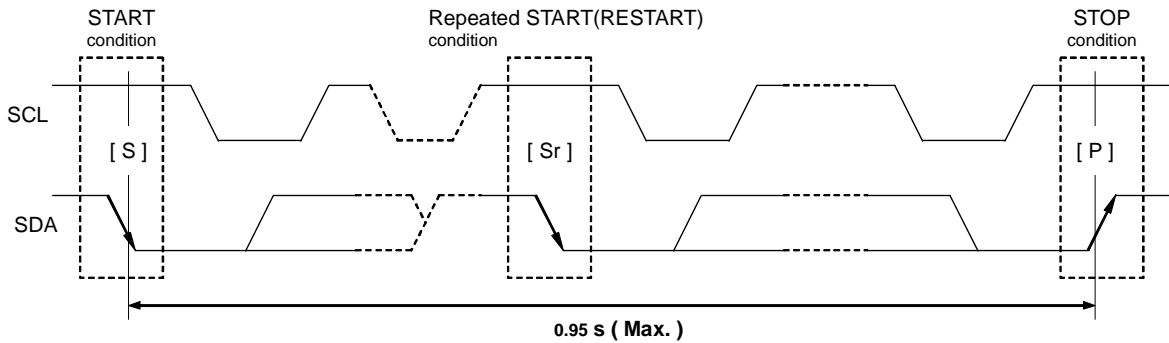 START
condition
Repeated START(RESTART)
condition
STOP
condition
SCL
[ S ]
[ Sr ]
[ P ]
SDA
0.95 s ( Max. )